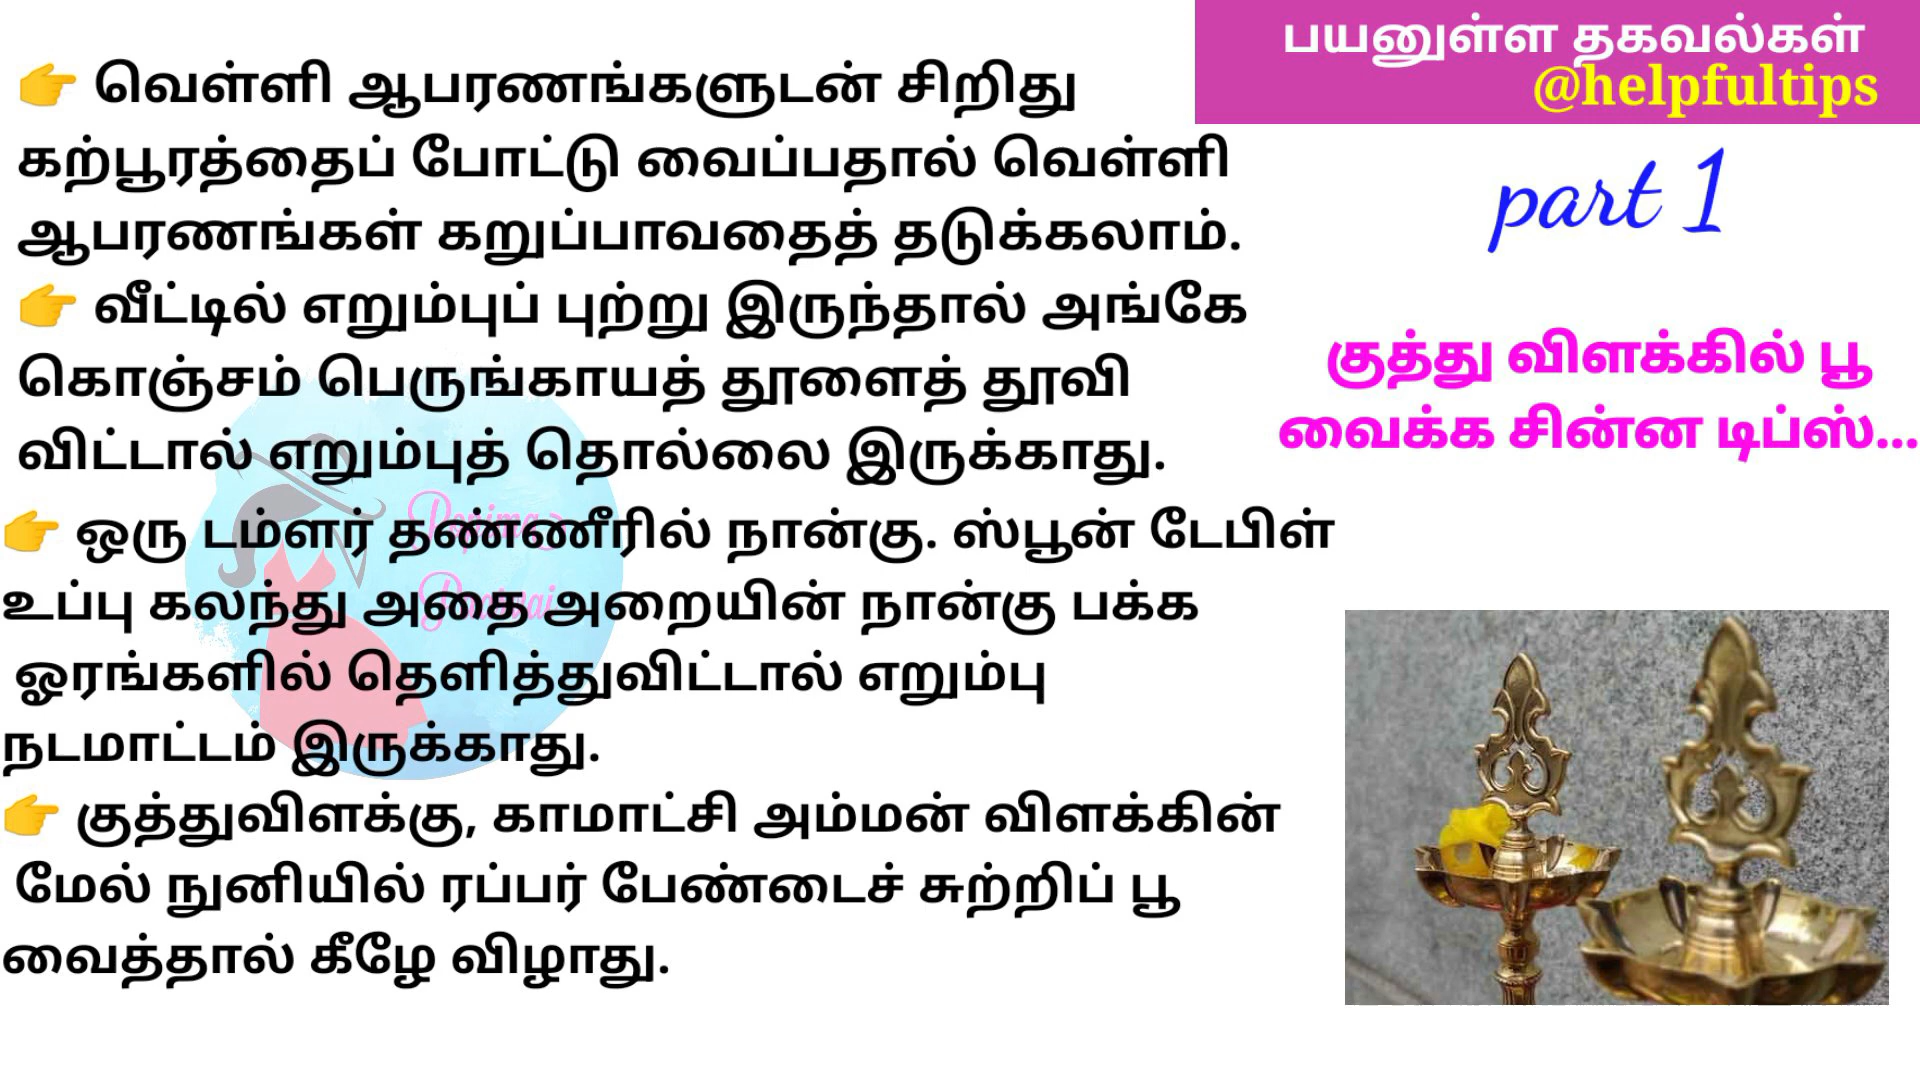 👉 வெள்ளி ஆபரணங்களுடன் சிறிது
கற்பூரத்தைப் போட்டு வைப்பதால் வெள்ளி
ஆபரணங்கள் கறுப்பாவதைத் தடுக்கலாம்.
👉 வீட்டில் எறும்புப் புற்று இருந்தால் அங்கே
கொஞ்சம் பெருங்காயத் தூளைத் தூவி
விட்டால் எறும்புத் தொல்லை இருக்காது.
👉 ஒரு டம்ளர் தண்ணீரில் நான்கு. ஸ்பூன் டேபிள்
உப்பு கலந்து அதை அறையின் நான்கு பக்க
ஓரங்களில் தெளித்துவிட்டால் எறும்பு
நடமாட்டம் இருக்காது.
👉 குத்துவிளக்கு, காமாட்சி அம்மன் விளக்கின்
மேல் நுனியில் ரப்பர் பேண்டைச் சுற்றிப் பூ
வைத்தால் கீழே விழாது.
பயனுள்ள தகவல்கள்
@helpfultips
part 1
குத்து விளக்கில் பூ
வைக்க சின்ன டிப்ஸ்...